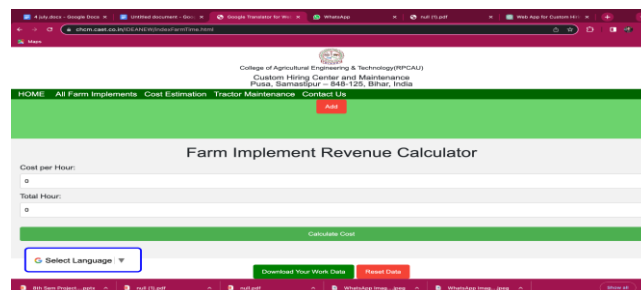 4 july.docx - Google Docs
Untitled document - Goo
Google Translator for We
WhatsApp
null (1).pdf
Web App for Custom Hiri
chcm.caet.co.in/IDEANEW/indexFarmTime.html
Maps
College of Agricultural Engineering & Technology(RPCAU)
Custom Hiring Center and Maintenance
Pusa, Samastipur – 848-125, Bihar, India
HOME All Farm Implements Cost Estimation Tractor Maintenance Contact Us
Add
Farm Implement Revenue Calculator
Cost per Hour:
0
Total Hour:
0
Calculate Cost
G Select Language ▼
Download Your Work Data Reset Data
8th Sem Project....pptx
null (1).pdf
null.pdf
WhatsApp Imag...jpeg
WhatsApp Imag...jpeg
Show All